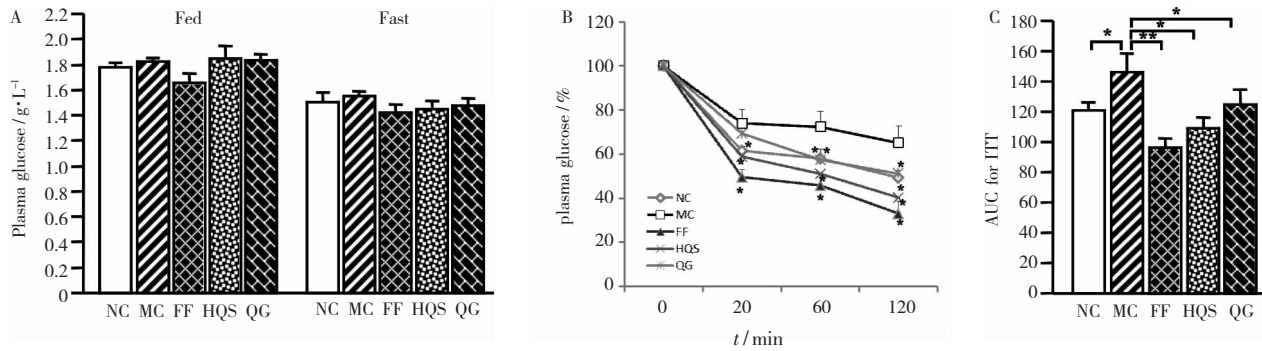 A
Fed
Fast
Plasma glucose/g·L⁻¹
2.2
2.0
1.8
1.6
1.4
1.2
1.0
0.8
0.6
0.4
0.2
0
NC MC FF HQS QG NC MC FF HQS QG
B
plasma glucose/%
120
100
80
60
40
20
0
* * * * * * * * * * *
NC
MC
FF
HQS
QG
0 20 60 120
t/min
C
AUC for ITT
180
160
140
120
100
80
60
40
20
0
* ** * *
NC MC FF HQS QG